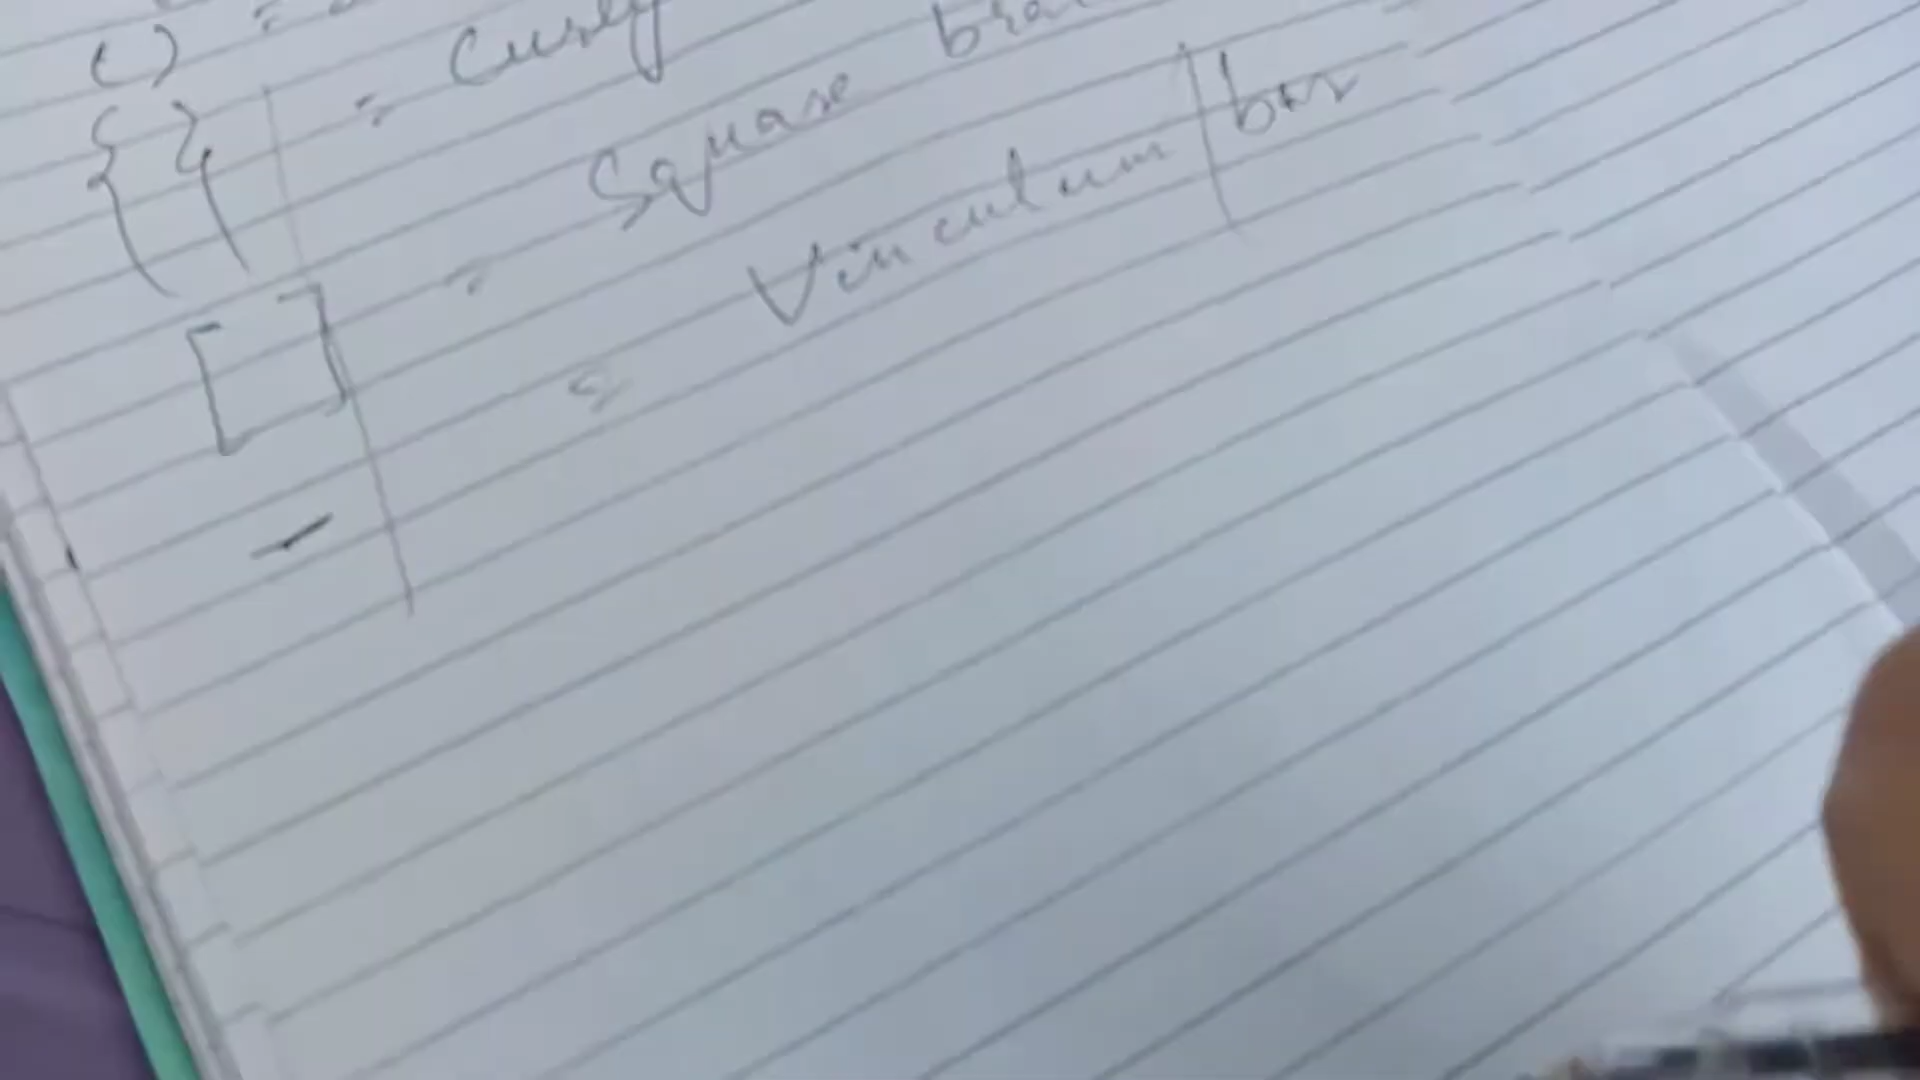 () =
{ } = Curly
[ ] = Square bra
- = Vinculum | bar